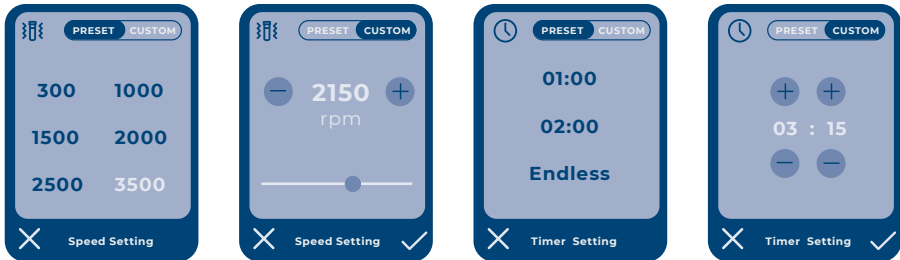 PRESET CUSTOM
300 1000
1500 2000
2500 3500
Speed Setting
PRESET CUSTOM
2150
rpm
Speed Setting
PRESET CUSTOM
01:00
02:00
Endless
Timer Setting
PRESET CUSTOM
03 : 15
Timer Setting